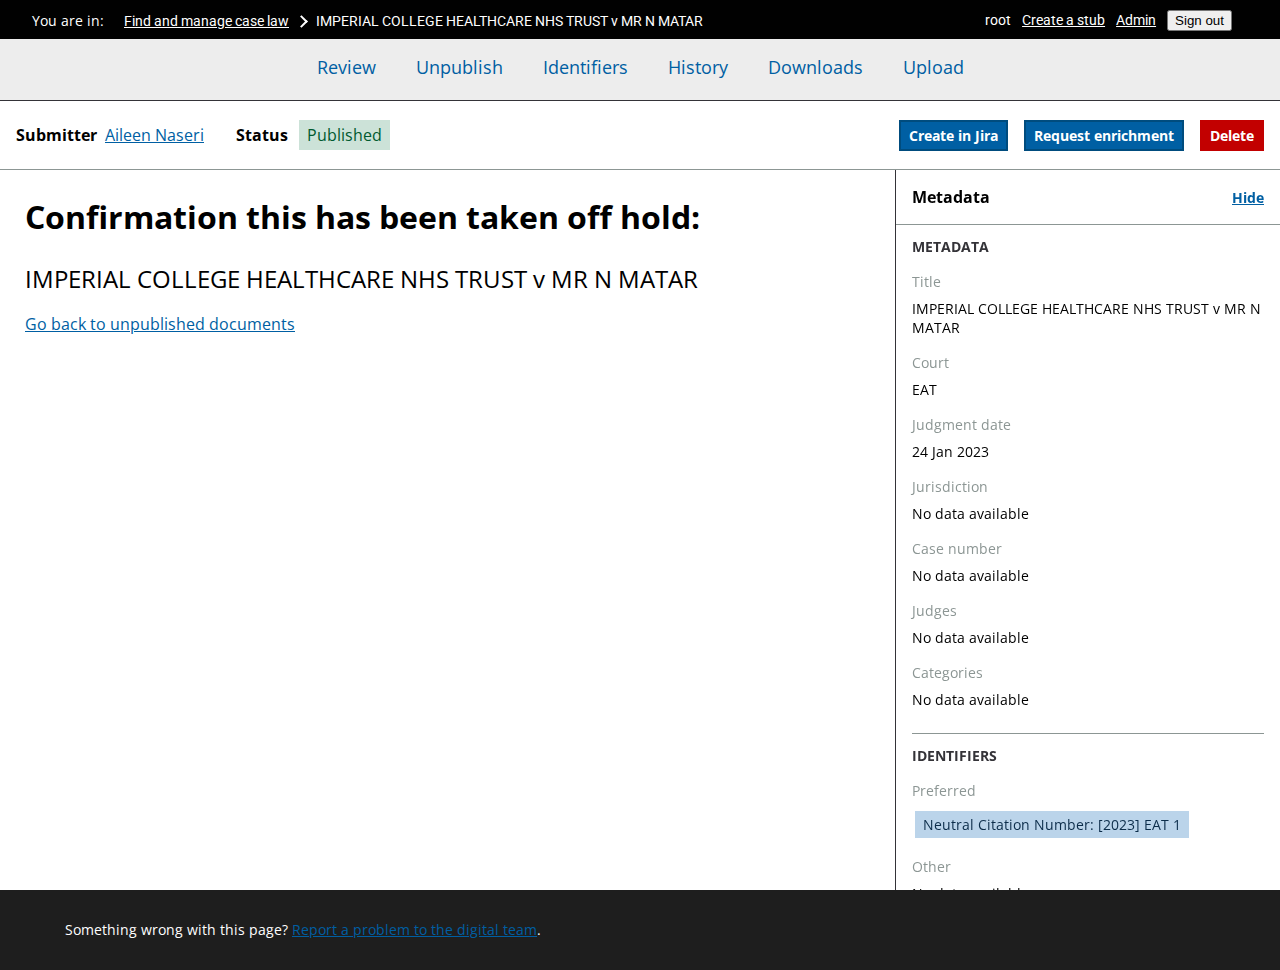 You are in: Find and manage case law > IMPERIAL COLLEGE HEALTHCARE NHS TRUST v MR N MATAR
root Create a stub Admin Sign out
Review Unpublish Identifiers History Downloads Upload
Submitter Aileen Naseri Status Published
Create in Jira Request enrichment Delete
Confirmation this has been taken off hold:
IMPERIAL COLLEGE HEALTHCARE NHS TRUST v MR N MATAR
Go back to unpublished documents
Metadata Hide
METADATA
Title
IMPERIAL COLLEGE HEALTHCARE NHS TRUST v MR N
MATAR
Court
EAT
Judgment date
24 Jan 2023
Jurisdiction
No data available
Case number
No data available
Judges
No data available
Categories
No data available
IDENTIFIERS
Preferred
Neutral Citation Number: [2023] EAT 1
Other
Something wrong with this page? Report a problem to the digital team.